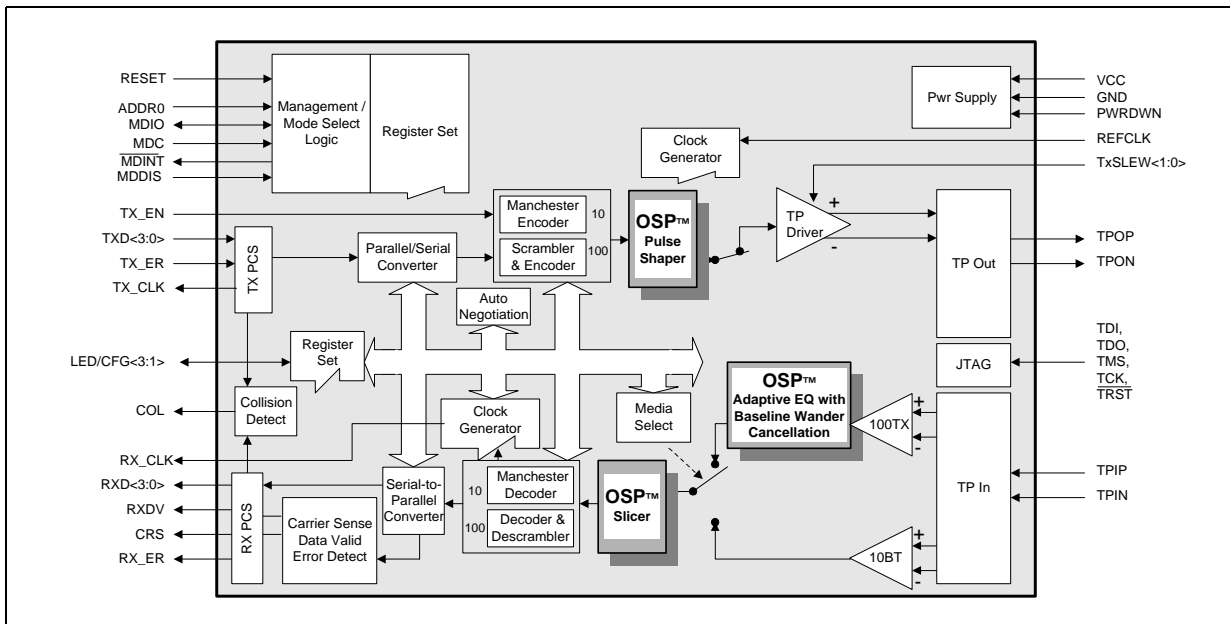 RESET
ADDR0
MDIO
MDC
MDINT
MDDIS
TX_EN
TXD<3:0>
TX_ER
TX_CLK
LED/CFG<3:1>
COL
RX_CLK
RXD<3:0>
RXDV
CRS
RX_ER
Management /
Mode Select
Logic
Register Set
TX PCS
Parallel/Serial
Converter
Manchester
Encoder
10
Scrambler
& Encoder
100
Auto
Negotiation
Register
Set
Collision
Detect
Clock
Generator
OSP™
Pulse
Shaper
Clock
Generator
TP
Driver
+
-
Pwr Supply
TP Out
JTAG
Media
Select
OSP™
Adaptive EQ with
Baseline Wander
Cancellation
100TX
+
-
TP In
10BT
+
-
OSP™
Slicer
10
Manchester
Decoder
100
Decoder &
Descrambler
Serial-to-
Parallel
Converter
Carrier Sense
Data Valid
Error Detect
RX PCS
VCC
GND
PWRDWN
REFCLK
TxSLEW<1:0>
TPOP
TPON
TDI,
TDO,
TMS,
TCK,
TRST
TPIP
TPIN